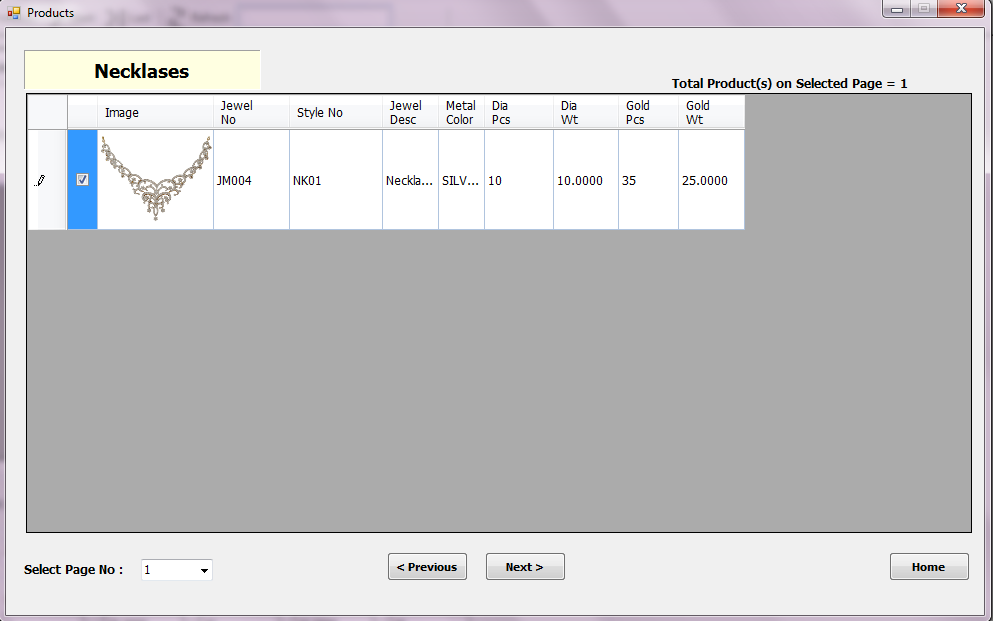 Products
Necklases
Total Product(s) on Selected Page = 1
Image
Jewel No
Style No
Jewel Desc
Metal Color
Dia Pcs
Dia Wt
Gold Pcs
Gold Wt
JM004
NK01
Neckla...
SILV...
10
10.0000
35
25.0000
Select Page No :
1
< Previous
Next >
Home